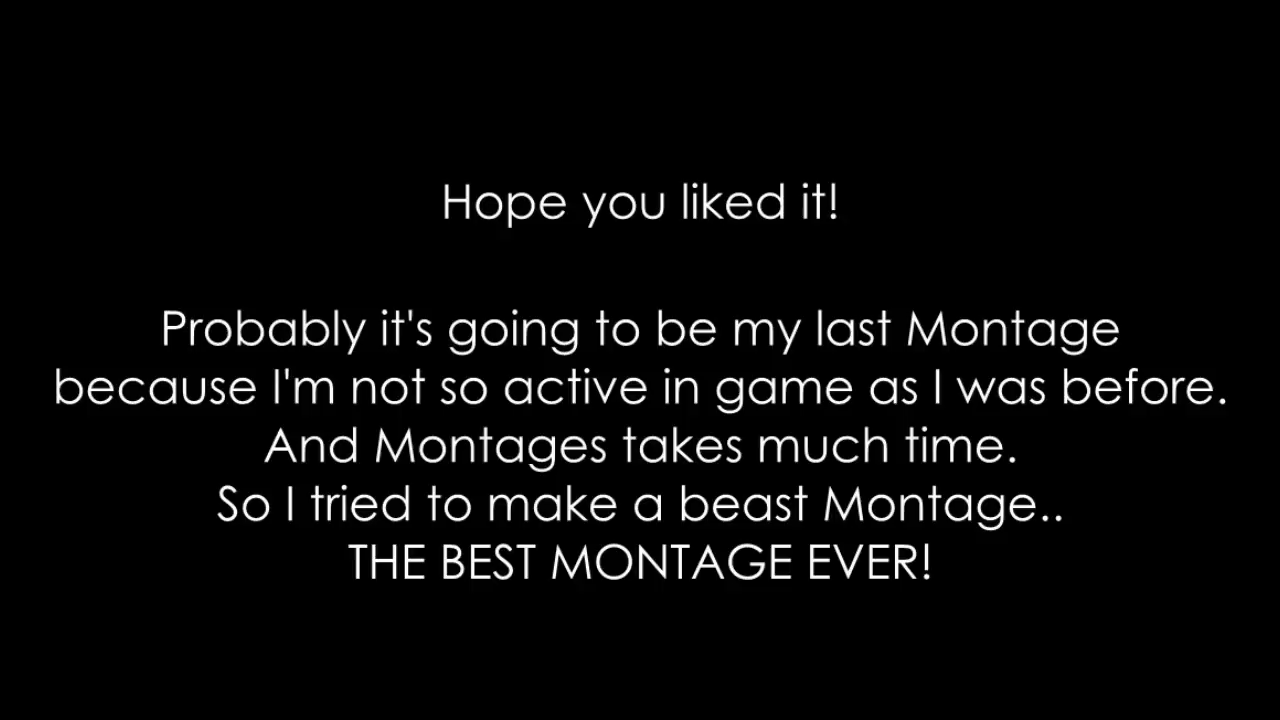 Hope you liked it!
Probably it's going to be my last Montage
because I'm not so active in game as I was before.
And Montages takes much time.
So I tried to make a beast Montage..
THE BEST MONTAGE EVER!